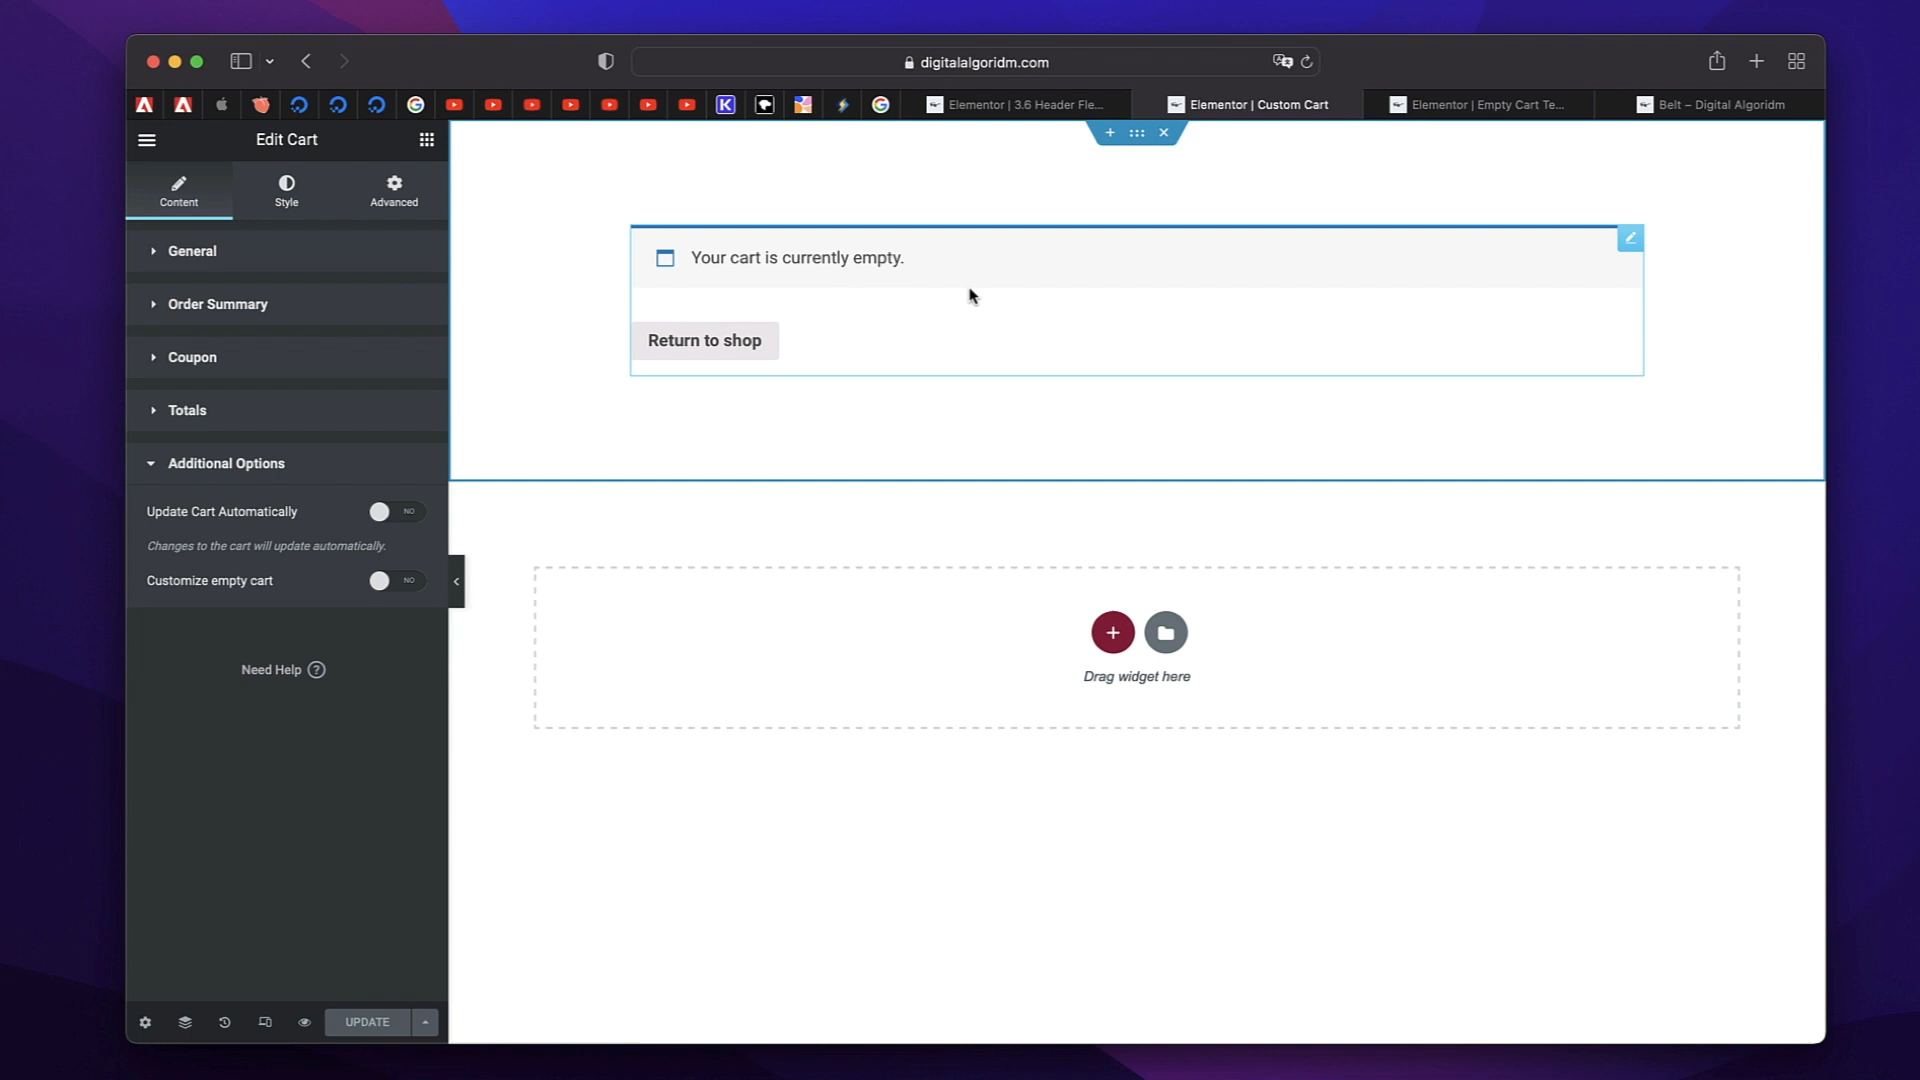 digitalalgoridm.com
Elementor | 3.6 Header Fle...
Elementor | Custom Cart
Elementor | Empty Cart Te...
Belt – Digital Algoridm
Edit Cart
Content
Style
Advanced
General
Order Summary
Coupon
Totals
Additional Options
Update Cart Automatically
NO
Changes to the cart will update automatically.
Customize empty cart
NO
Need Help ?
UPDATE
Your cart is currently empty.
Return to shop
Drag widget here